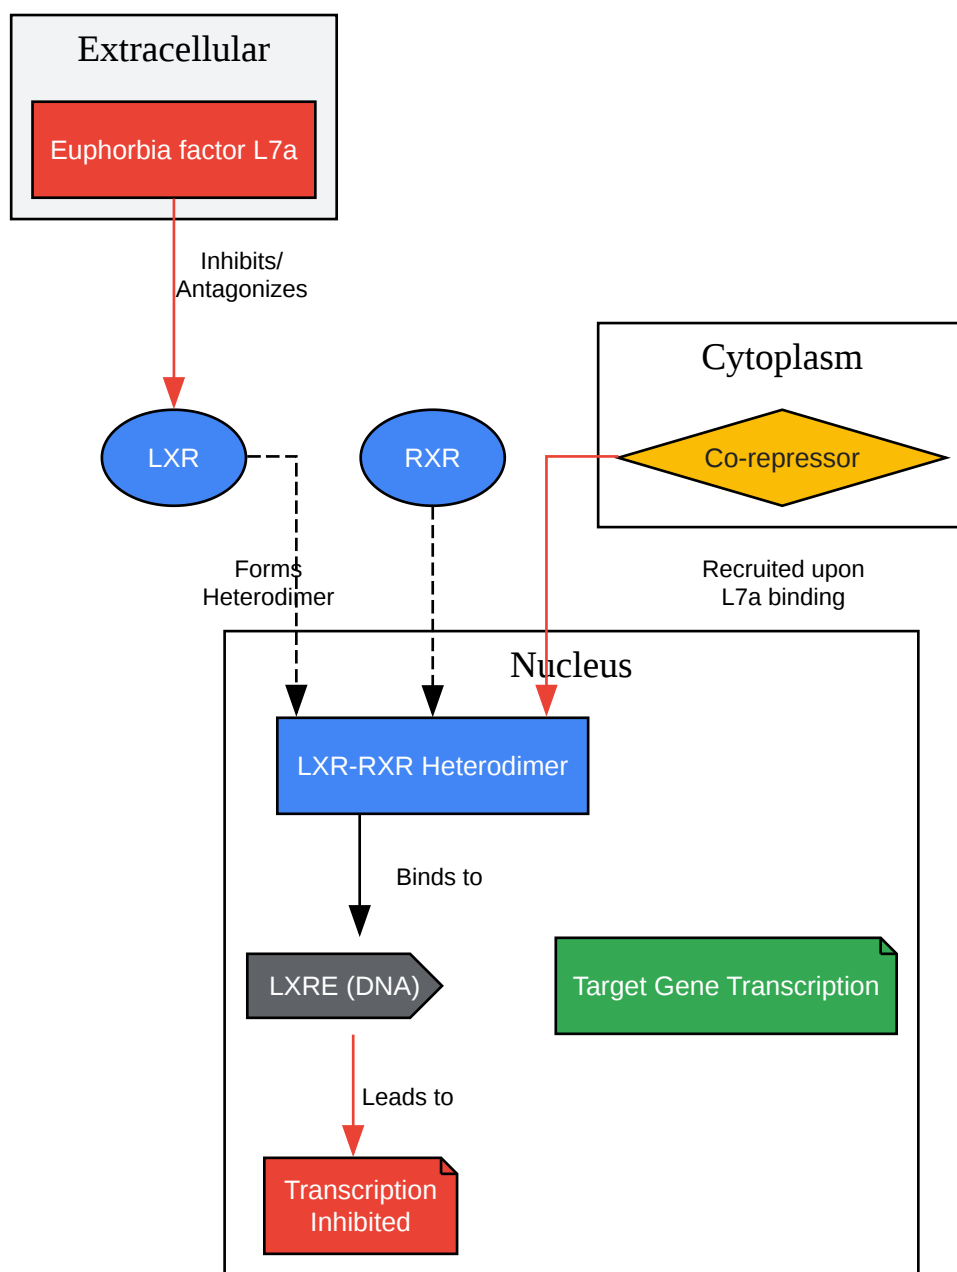 Extracellular
Euphorbia factor L7a
Inhibits/
Antagonizes
Cytoplasm
LXR
RXR
Co-repressor
Forms
Heterodimer
Recruited upon
L7a binding
Nucleus
LXR-RXR Heterodimer
Binds to
LXRE (DNA)
Target Gene Transcription
Leads to
Transcription
Inhibited